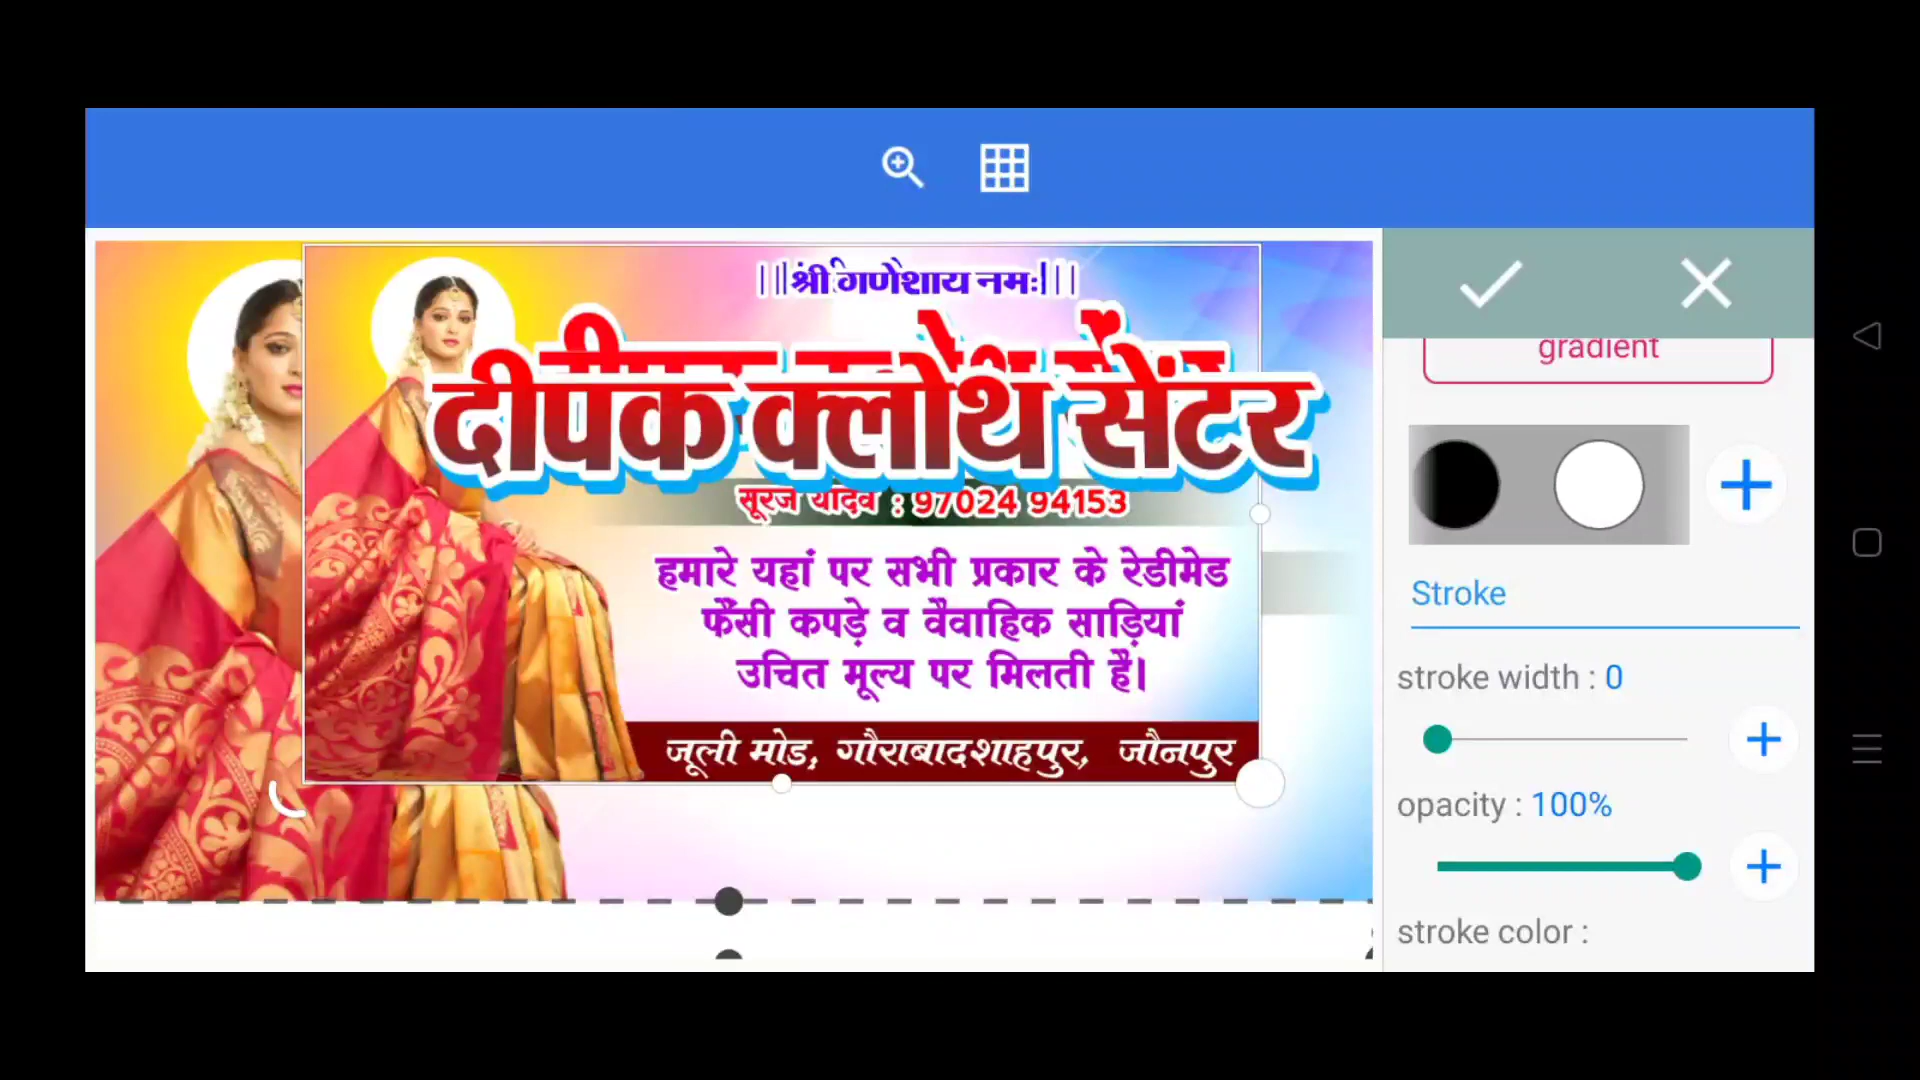 ||श्री गणेशाय नमः||
दीपक क्लोथ सेंटर
सूरज यादव : 97024 94153
हमारे यहां पर सभी प्रकार के रेडीमेड
फैंसी कपड़े व वैवाहिक साड़ियां
उचित मूल्य पर मिलती हैं।
जूली मोड, गौराबादशाहपुर, जौनपुर
gradient
Stroke
stroke width : 0
opacity : 100%
stroke color :